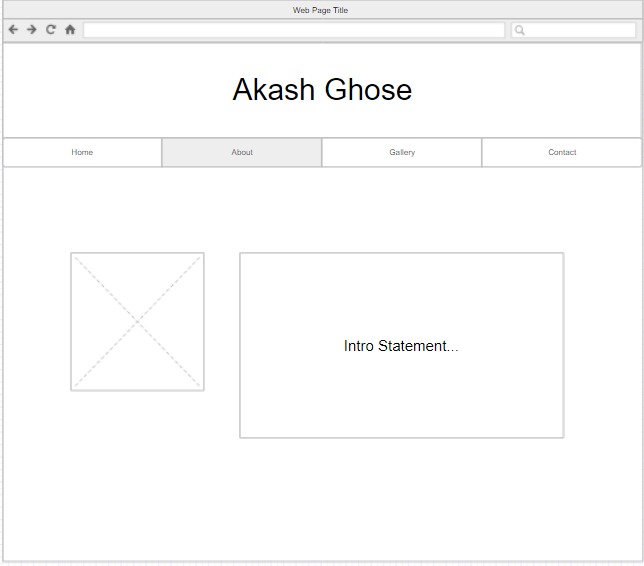 Web Page Title
Akash Ghose
Home About Gallery Contact
Intro Statement...